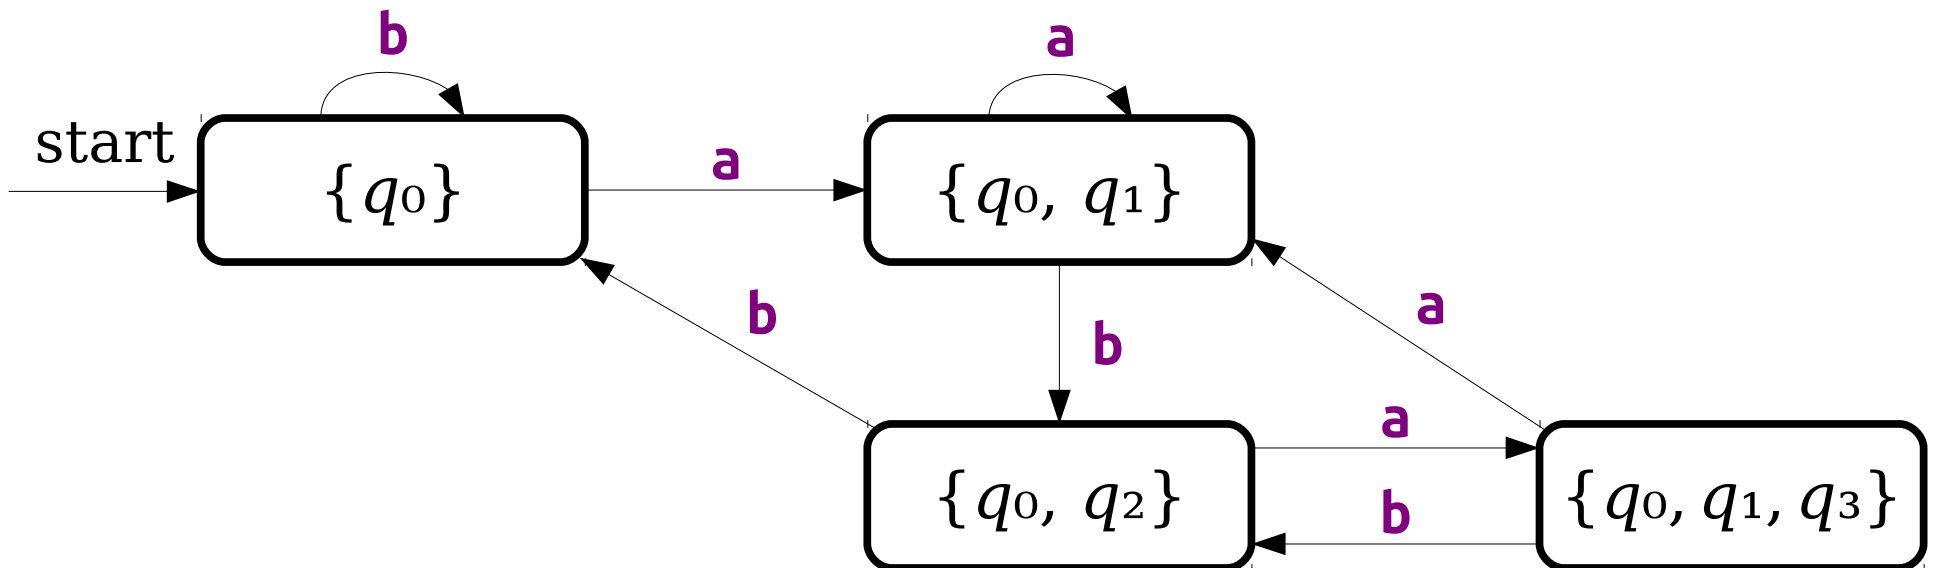 b
a
start
{q₀}
a
{q₀, q₁}
b
b
a
a
{q₀, q₂}
b
{q₀, q₁, q₃}